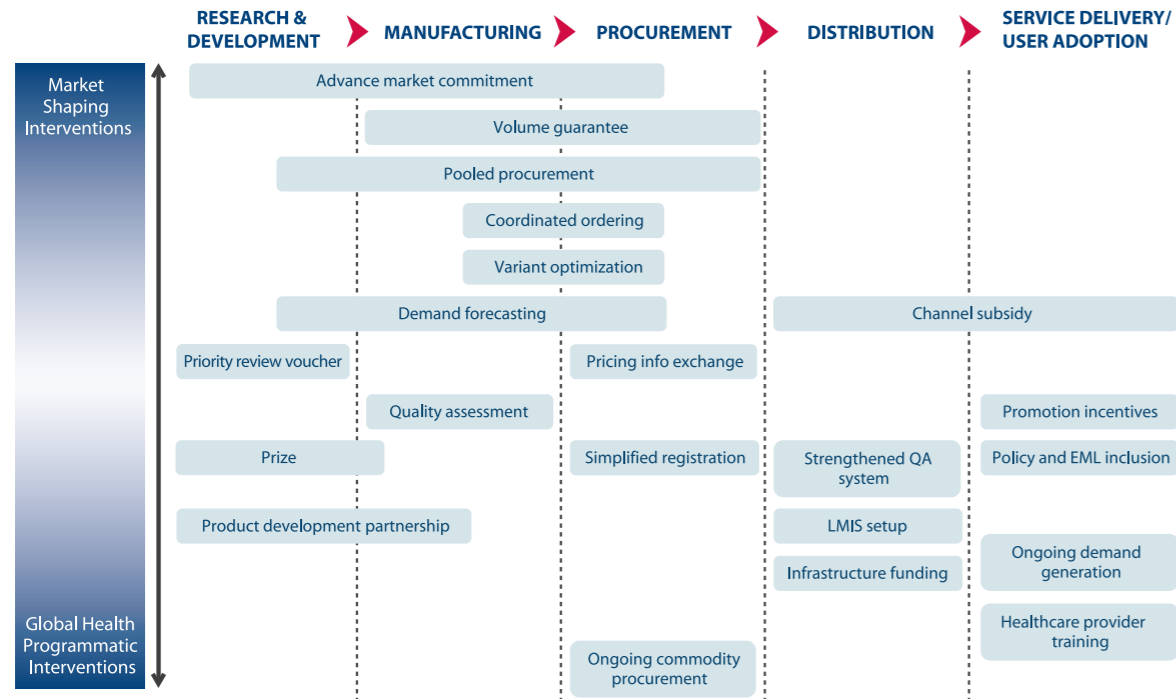 RESEARCH &
DEVELOPMENT
MANUFACTURING
PROCUREMENT
DISTRIBUTION
SERVICE DELIVERY/
USER ADOPTION
Market
Shaping
Interventions
Advance market commitment
Volume guarantee
Pooled procurement
Coordinated ordering
Variant optimization
Demand forecasting
Channel subsidy
Priority review voucher
Pricing info exchange
Quality assessment
Promotion incentives
Prize
Simplified registration
Strengthened QA
system
Policy and EML inclusion
Product development partnership
LMIS setup
Ongoing demand
generation
Infrastructure funding
Global Health
Programmatic
Interventions
Healthcare provider
training
Ongoing commodity
procurement